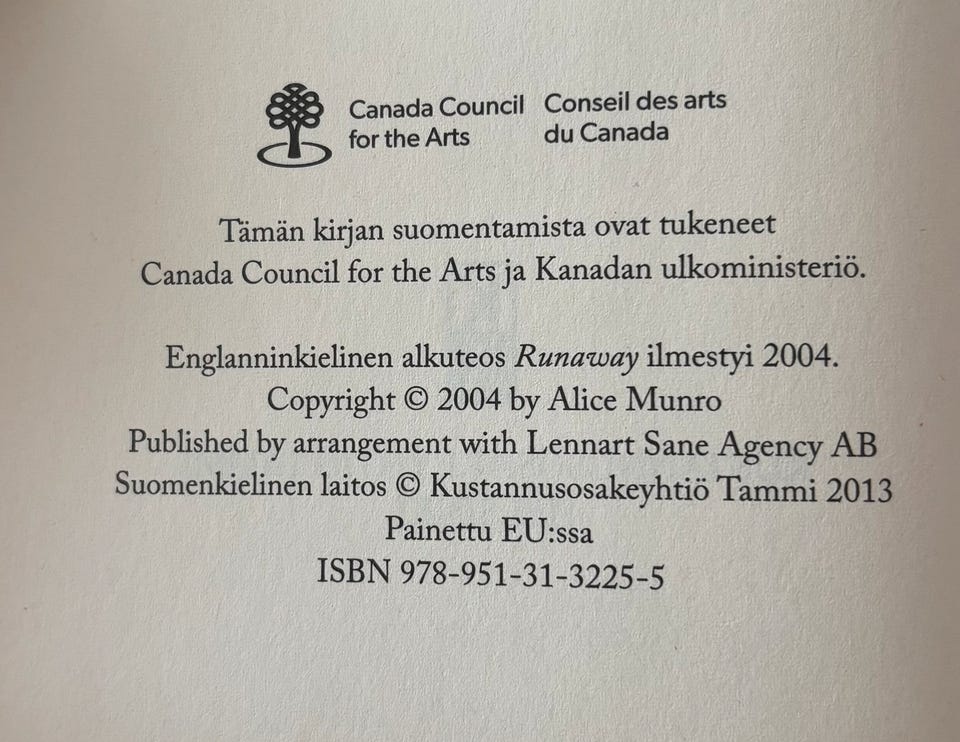 Canada Council Conseil des arts
for the Arts du Canada
Tämän kirjan suomentamista ovat tukeneet
Canada Council for the Arts ja Kanadan ulkoministeriö.
Englanninkielinen alkuteos Runaway ilmestyi 2004.
Copyright © 2004 by Alice Munro
Published by arrangement with Lennart Sane Agency AB
Suomenkielinen laitos © Kustannusosakeyhtiö Tammi 2013
Painettu EU:ssa
ISBN 978-951-31-3225-5